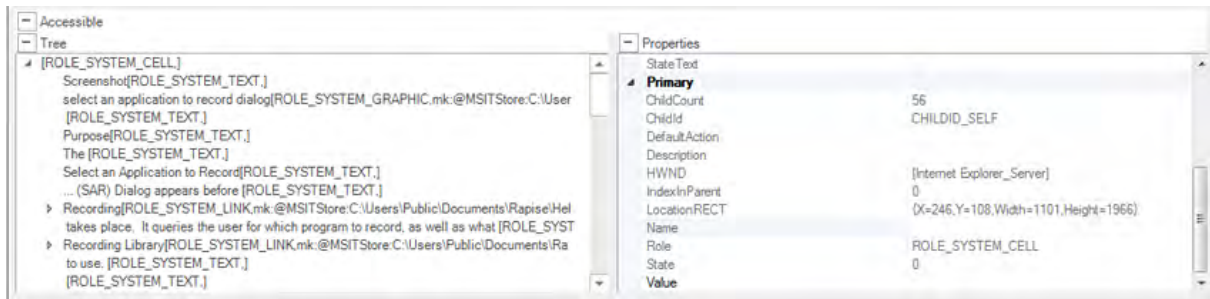 Accessible
Tree
[ROLE_SYSTEM_CELL,]
Screenshot[ROLE_SYSTEM_TEXT,]
select an application to record dialog[ROLE_SYSTEM_GRAPHIC,mk:@MSITStore:C:\User
[ROLE_SYSTEM_TEXT,]
Purpose[ROLE_SYSTEM_TEXT,]
The [ROLE_SYSTEM_TEXT,]
Select an Application to Record[ROLE_SYSTEM_TEXT,]
... (SAR) Dialog appears before [ROLE_SYSTEM_TEXT,]
Recording[ROLE_SYSTEM_LINK,mk:@MSITStore:C:\Users\Public\Documents\Rapise\Hel
takes place.  It queries the user for which program to record, as well as what [ROLE_SYST
Recording Library[ROLE_SYSTEM_LINK,mk:@MSITStore:C:\Users\Public\Documents\Ra
to use. [ROLE_SYSTEM_TEXT,]
[ROLE_SYSTEM_TEXT,]
Properties
StateText
Primary
ChildCount 56
ChildId CHILDID_SELF
DefaultAction
Description
HWND [Internet Explorer_Server]
IndexInParent 0
LocationRECT {X=246,Y=108,Width=1101,Height=1966}
Name
Role ROLE_SYSTEM_CELL
State 0
Value